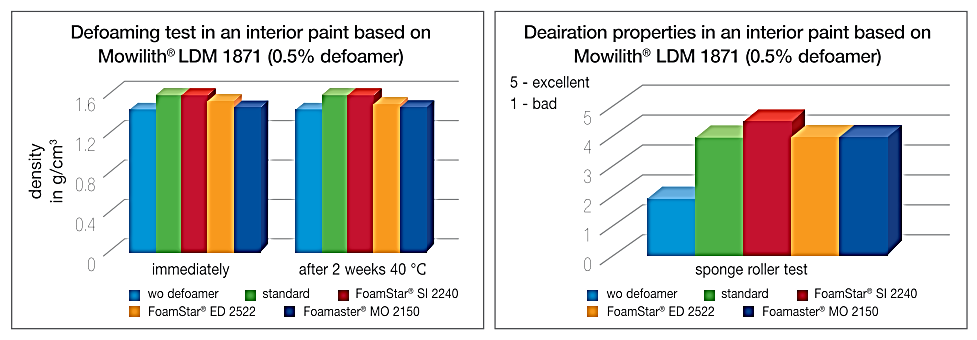 Defoaming test in an interior paint based on
Mowilith® LDM 1871 (0.5% defoamer)
density
in g/cm³
1.6
1.2
0.8
0.4
0
immediately
after 2 weeks 40 °C
wo defoamer
standard
FoamStar® SI 2240
FoamStar® ED 2522
Foamaster® MO 2150
Deairation properties in an interior paint based on
Mowilith® LDM 1871 (0.5% defoamer)
5 - excellent
1 - bad
5
4
3
2
1
0
sponge roller test
wo defoamer
standard
FoamStar® SI 2240
FoamStar® ED 2522
Foamaster® MO 2150